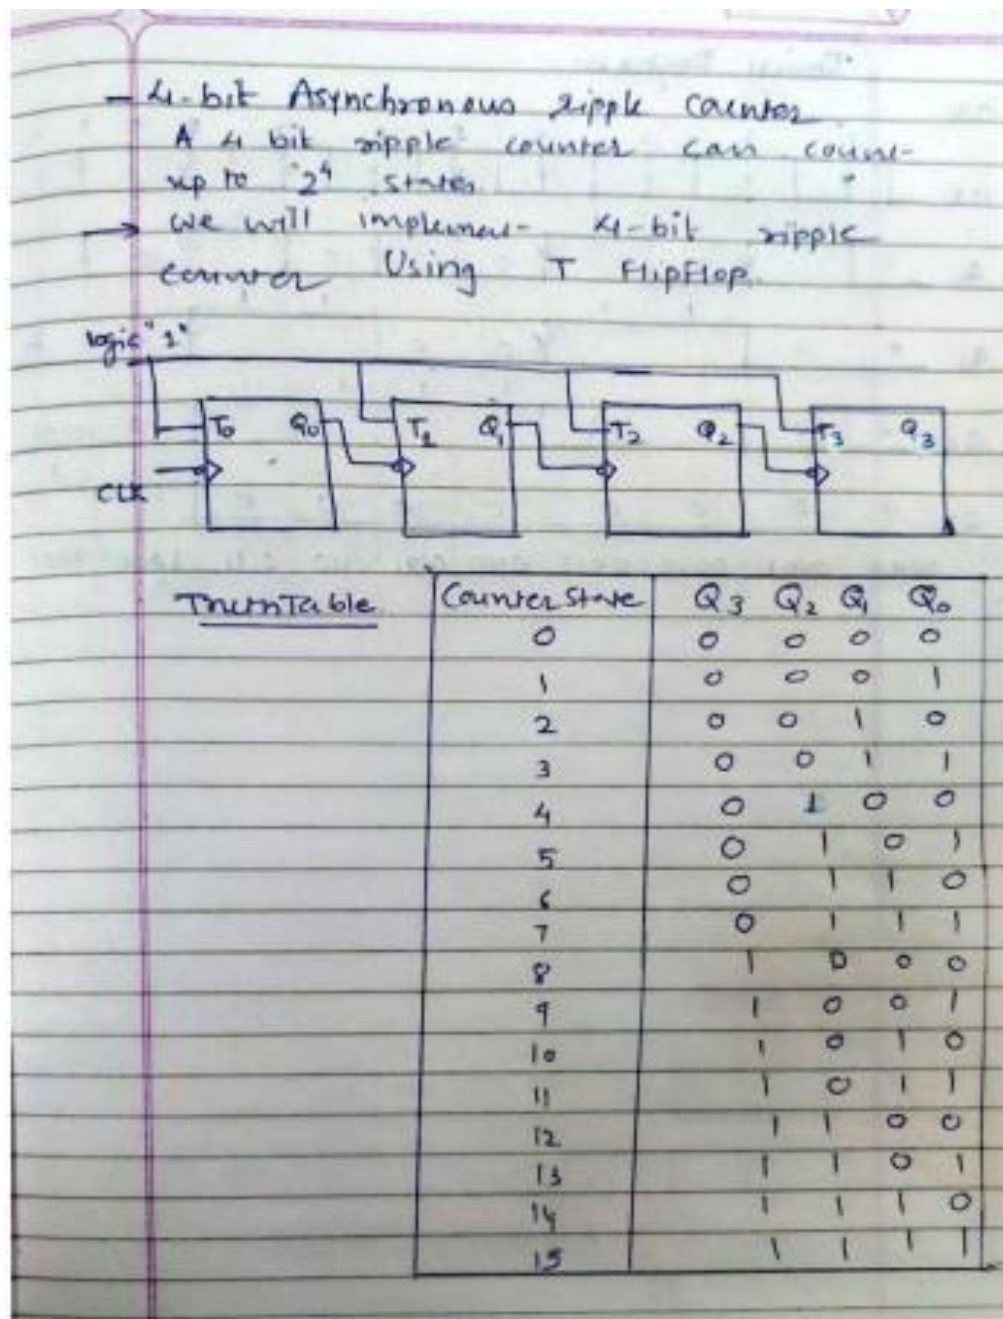 - 4-bit Asynchronous ripple counter
A 4 bit ripple counter can count
up to 2⁴ states
→ we will implement 4-bit ripple
counter Using T FlipFlop.
logic "1"
T0 Q0 T1 Q1 T2 Q2 T3 Q3
CLK
TruthTable
Counter State Q3 Q2 Q1 Q0
0 0 0 0 0
1 0 0 0 1
2 0 0 1 0
3 0 0 1 1
4 0 1 0 0
5 0 1 0 1
6 0 1 1 0
7 0 1 1 1
8 1 0 0 0
9 1 0 0 1
10 1 0 1 0
11 1 0 1 1
12 1 1 0 0
13 1 1 0 1
14 1 1 1 0
15 1 1 1 1